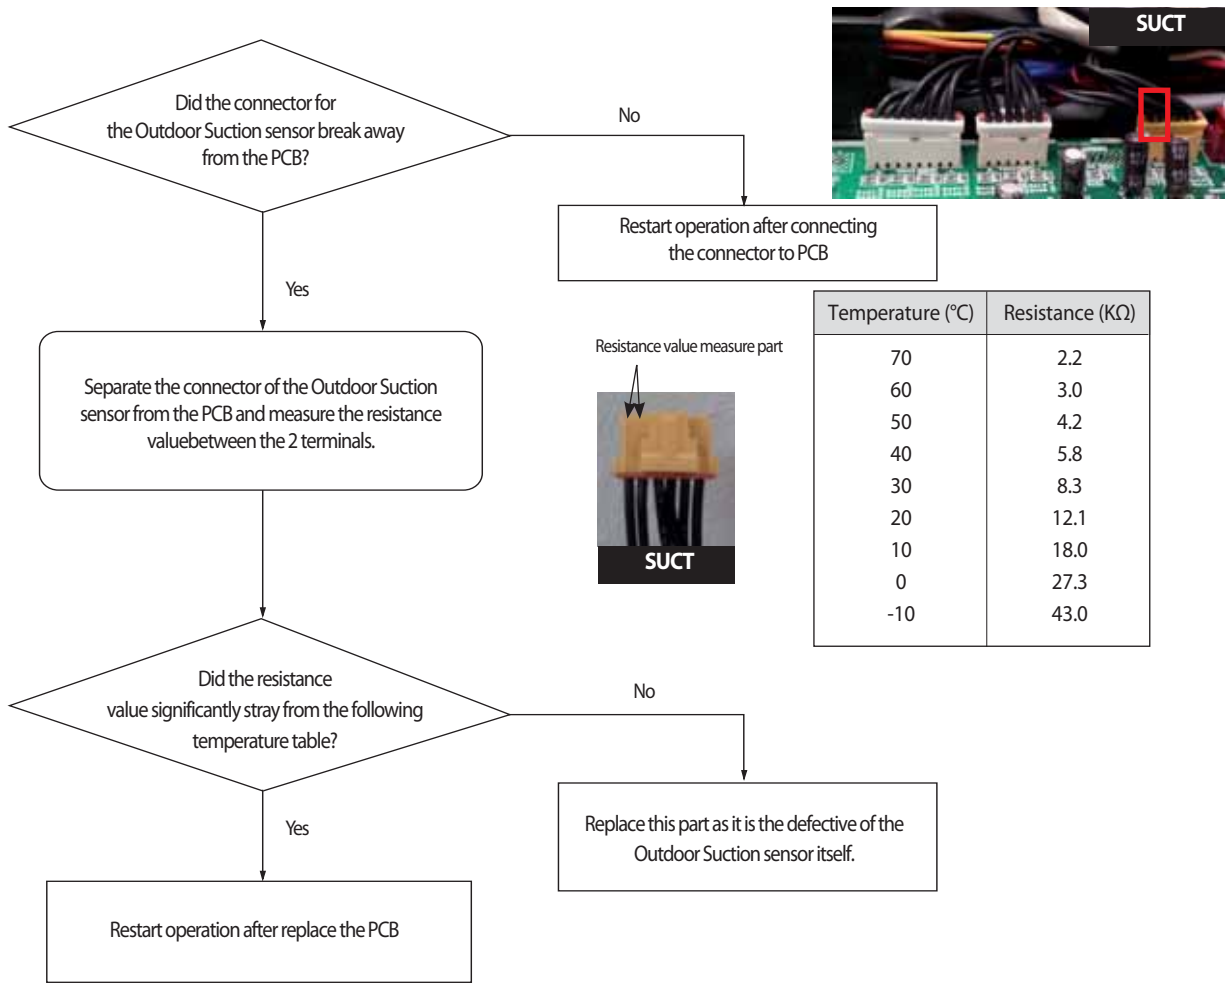 SUCT
Did the connector for
the Outdoor Suction sensor break away
from the PCB?
No
Restart operation after connecting
the connector to PCB
Yes
Separate the connector of the Outdoor Suction
sensor from the PCB and measure the resistance
valuebetween the 2 terminals.
Resistance value measure part
SUCT
Temperature (°C) Resistance (KΩ)
70 2.2
60 3.0
50 4.2
40 5.8
30 8.3
20 12.1
10 18.0
0 27.3
-10 43.0
Did the resistance
value significantly stray from the following
temperature table?
No
Replace this part as it is the defective of the
Outdoor Suction sensor itself.
Yes
Restart operation after replace the PCB